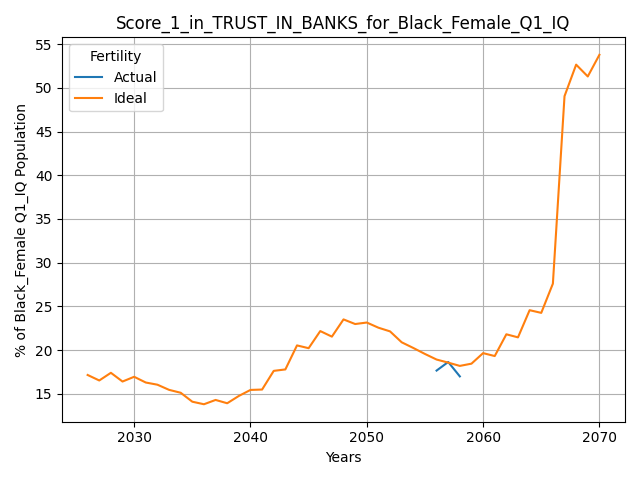 Score_1_in_TRUST_IN_BANKS_for_Black_Female_Q1_IQ
Fertility
Actual
Ideal
% of Black_Female Q1_IQ Population
55
50
45
40
35
30
25
20
15
2030
2040
2050
2060
2070
Years